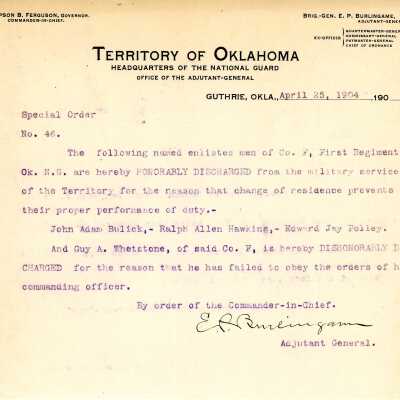 PSON B. FERGUSON, GOVERNOR.
COMMANDER-IN-CHIEF.
BRIG.-GEN. E. P. BURLINGAME,
ADJUTANT-GENE
EX-OFFICIO
QUARTERMASTER-GENERAL
COMMISSARY-GENERAL
PAYMASTER-GENERAL
CHIEF OF ORDNANCE
TERRITORY OF OKLAHOMA
HEADQUARTERS OF THE NATIONAL GUARD
OFFICE OF THE ADJUTANT-GENERAL
GUTHRIE, OKLA., April 25, 1904 190
Special Order
No. 46.
The following named enlistes men of Co. F, First Regiment
Ok. N.G. are hereby HONORABLY DISCHARGED from the military service
of the Territory for the reason that change of residence prevents
their proper performance of duty.-
John Adam Bulick,- Ralph Allen Hawking,- Edward Jay Polley.
And Guy A. Whetstone, of said Co. F, is hereby DISHONORABLY D
CHARGED for the reason that he has failed to obey the orders of h
commanding officer.
By order of the Commander-in-Chief.
E. P. Burlingame
Adjutant General.